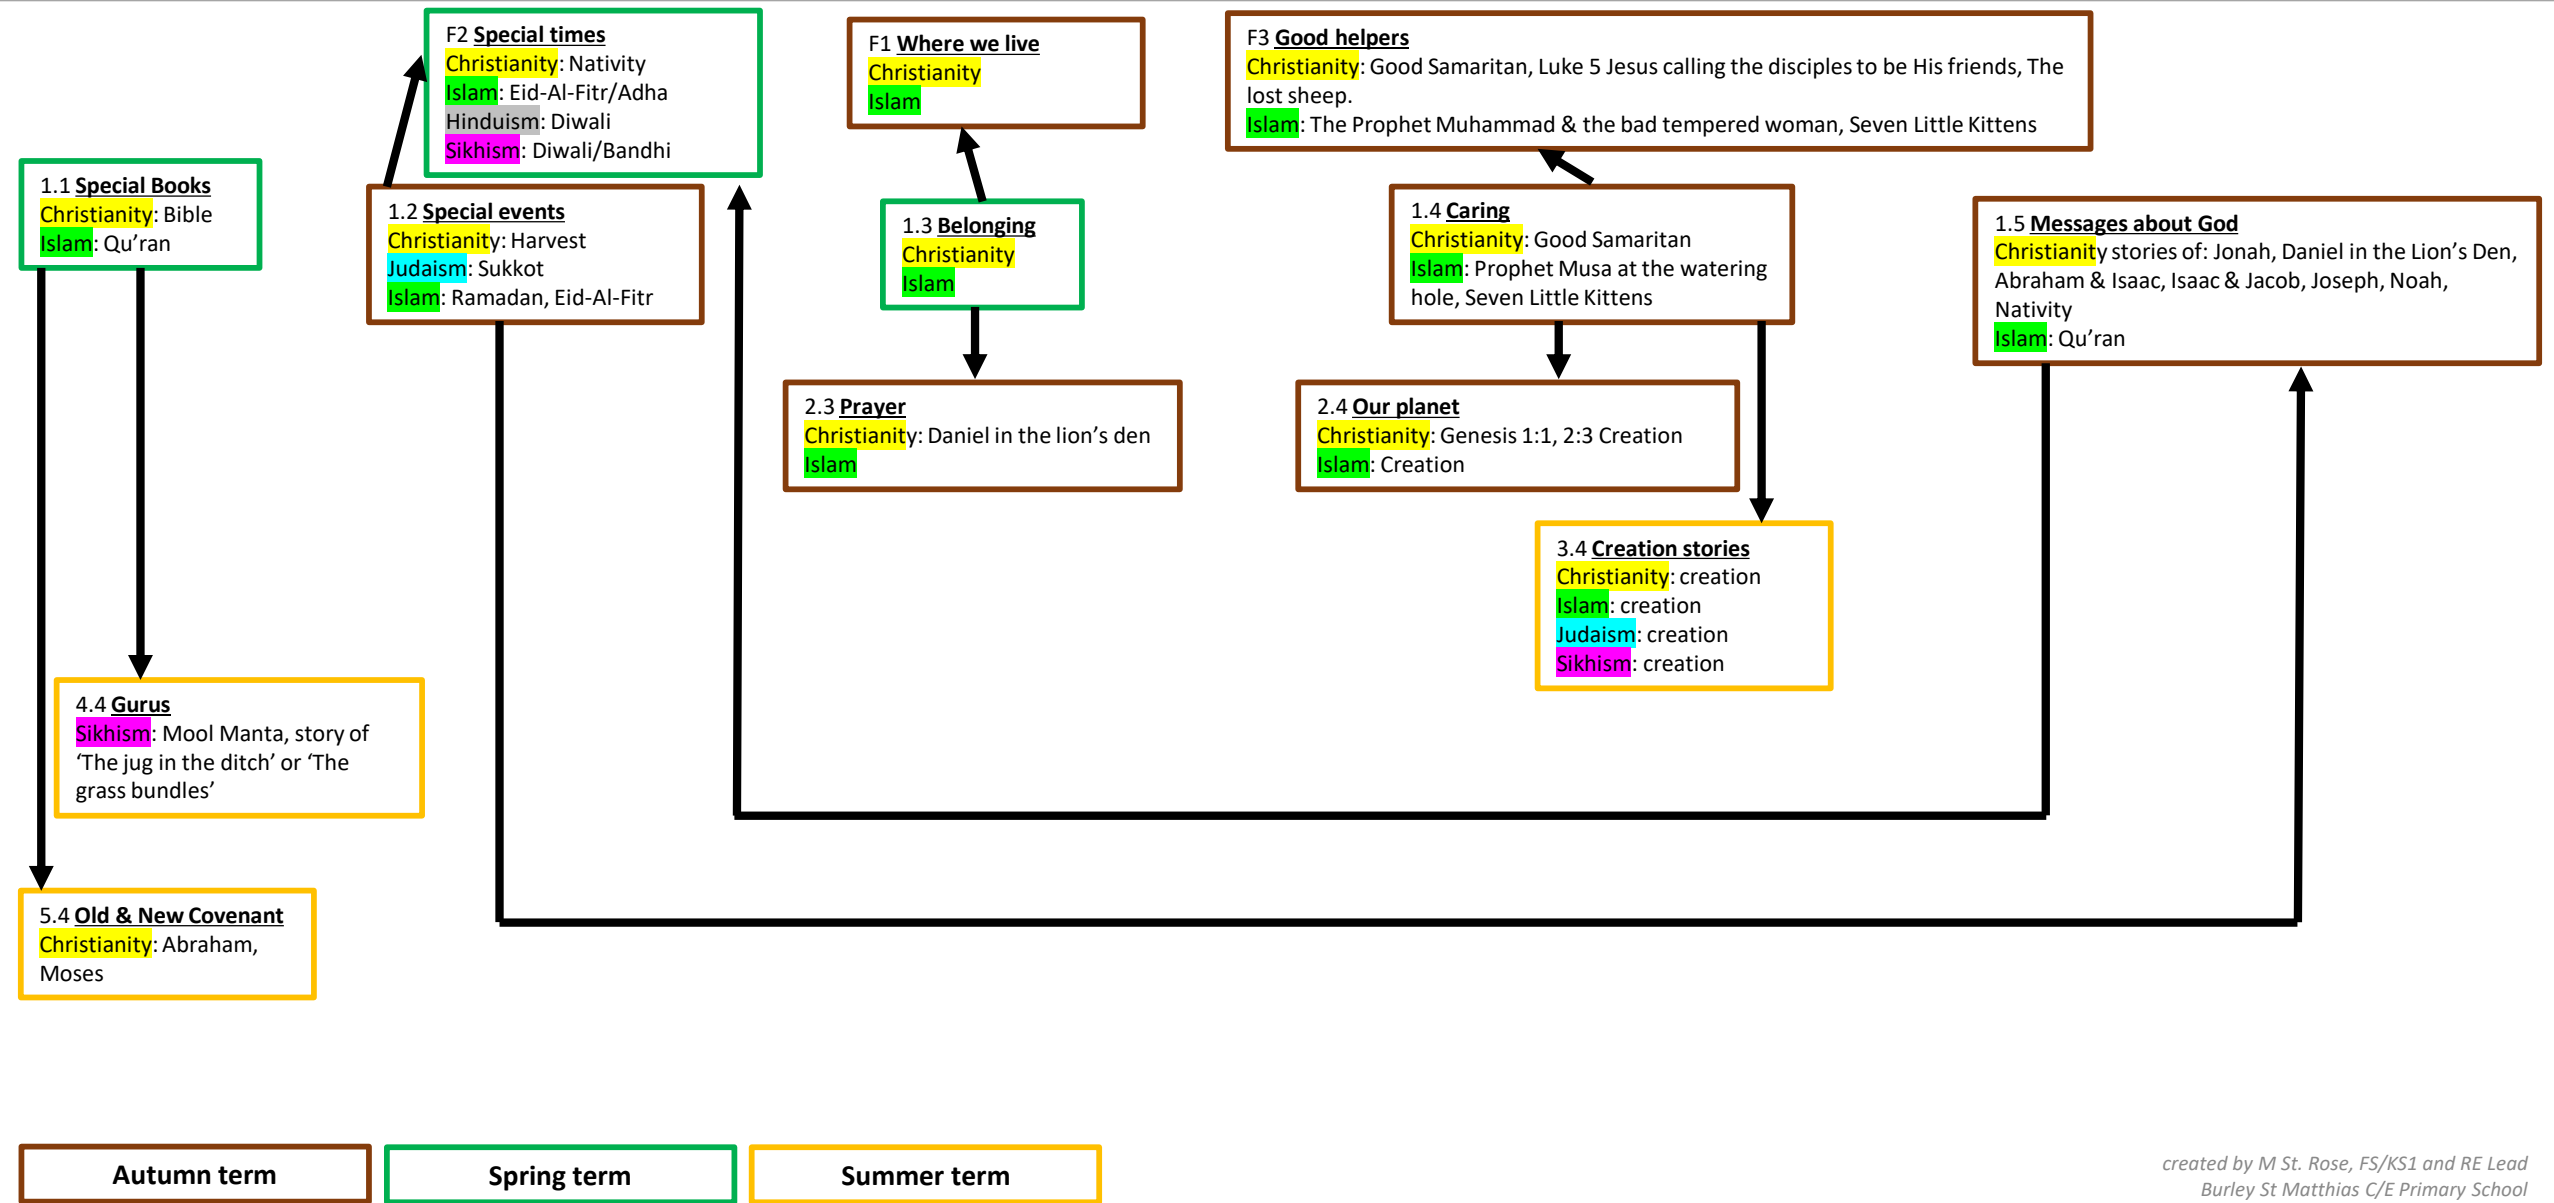 F2 Special times
Christianity: Nativity
Islam: Eid-Al-Fitr/Adha
Hinduism: Diwali
Sikhism: Diwali/Bandhi
F1 Where we live
Christianity
Islam
F3 Good helpers
Christianity: Good Samaritan, Luke 5 Jesus calling the disciples to be His friends, The
lost sheep.
Islam: The Prophet Muhammad & the bad tempered woman, Seven Little Kittens
1.1 Special Books
Christianity: Bible
Islam: Qu’ran
1.2 Special events
Christianity: Harvest
Judaism: Sukkot
Islam: Ramadan, Eid-Al-Fitr
1.3 Belonging
Christianity
Islam
1.4 Caring
Christianity: Good Samaritan
Islam: Prophet Musa at the watering
hole, Seven Little Kittens
1.5 Messages about God
Christianity stories of: Jonah, Daniel in the Lion’s Den,
Abraham & Isaac, Isaac & Jacob, Joseph, Noah,
Nativity
Islam: Qu’ran
2.3 Prayer
Christianity: Daniel in the lion’s den
Islam
2.4 Our planet
Christianity: Genesis 1:1, 2:3 Creation
Islam: Creation
3.4 Creation stories
Christianity: creation
Islam: creation
Judaism: creation
Sikhism: creation
4.4 Gurus
Sikhism: Mool Manta, story of
‘The jug in the ditch’ or ‘The
grass bundles’
5.4 Old & New Covenant
Christianity: Abraham,
Moses
Autumn term
Spring term
Summer term
created by M St. Rose, FS/KS1 and RE Lead
Burley St Matthias C/E Primary School